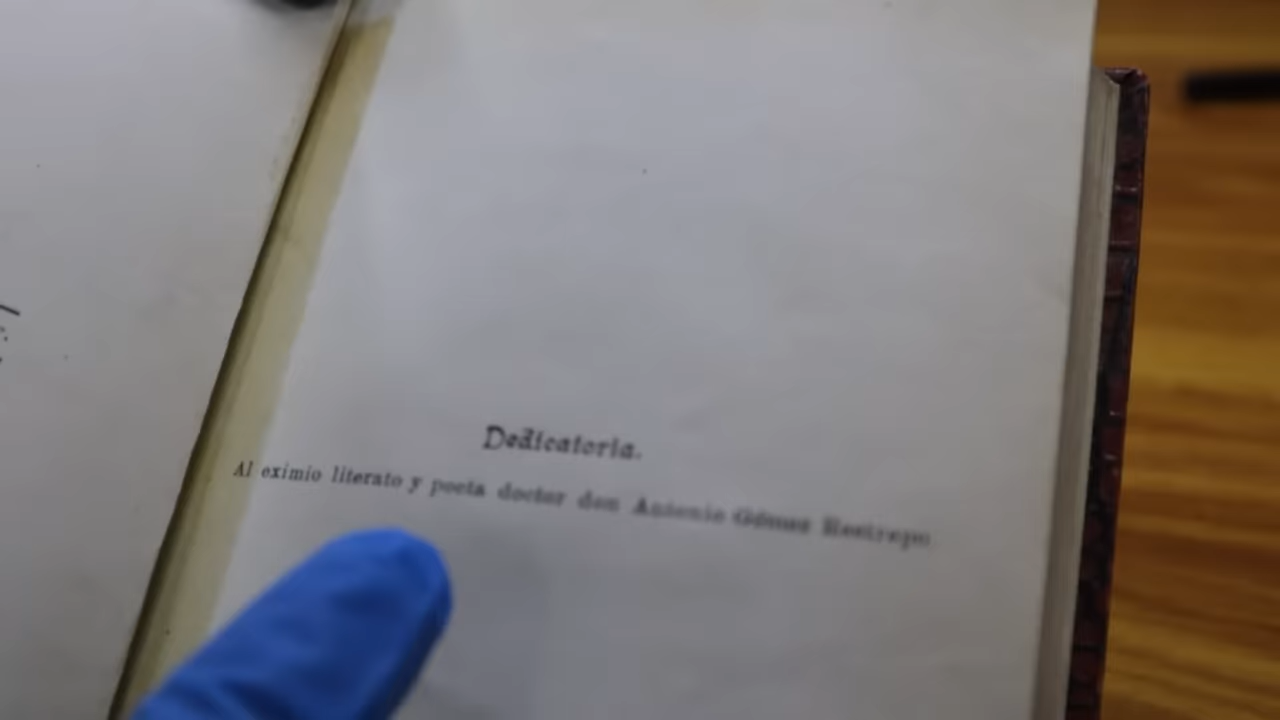 Dedicatoria.
Al eximio literato y poeta doctor don Antonio Gómez Restrepo